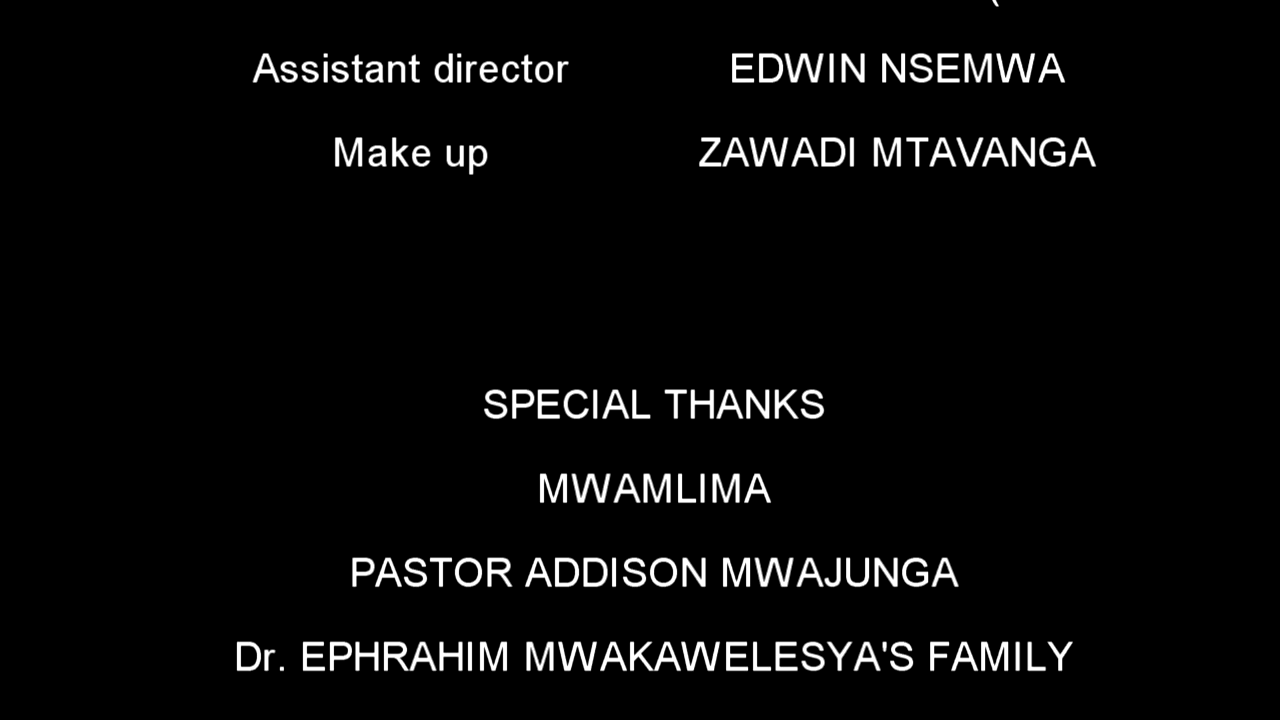 Assistant director EDWIN NSEMWA
Make up ZAWADI MTAVANGA
SPECIAL THANKS
MWAMLIMA
PASTOR ADDISON MWAJUNGA
Dr. EPHRAHIM MWAKAWELESYA'S FAMILY